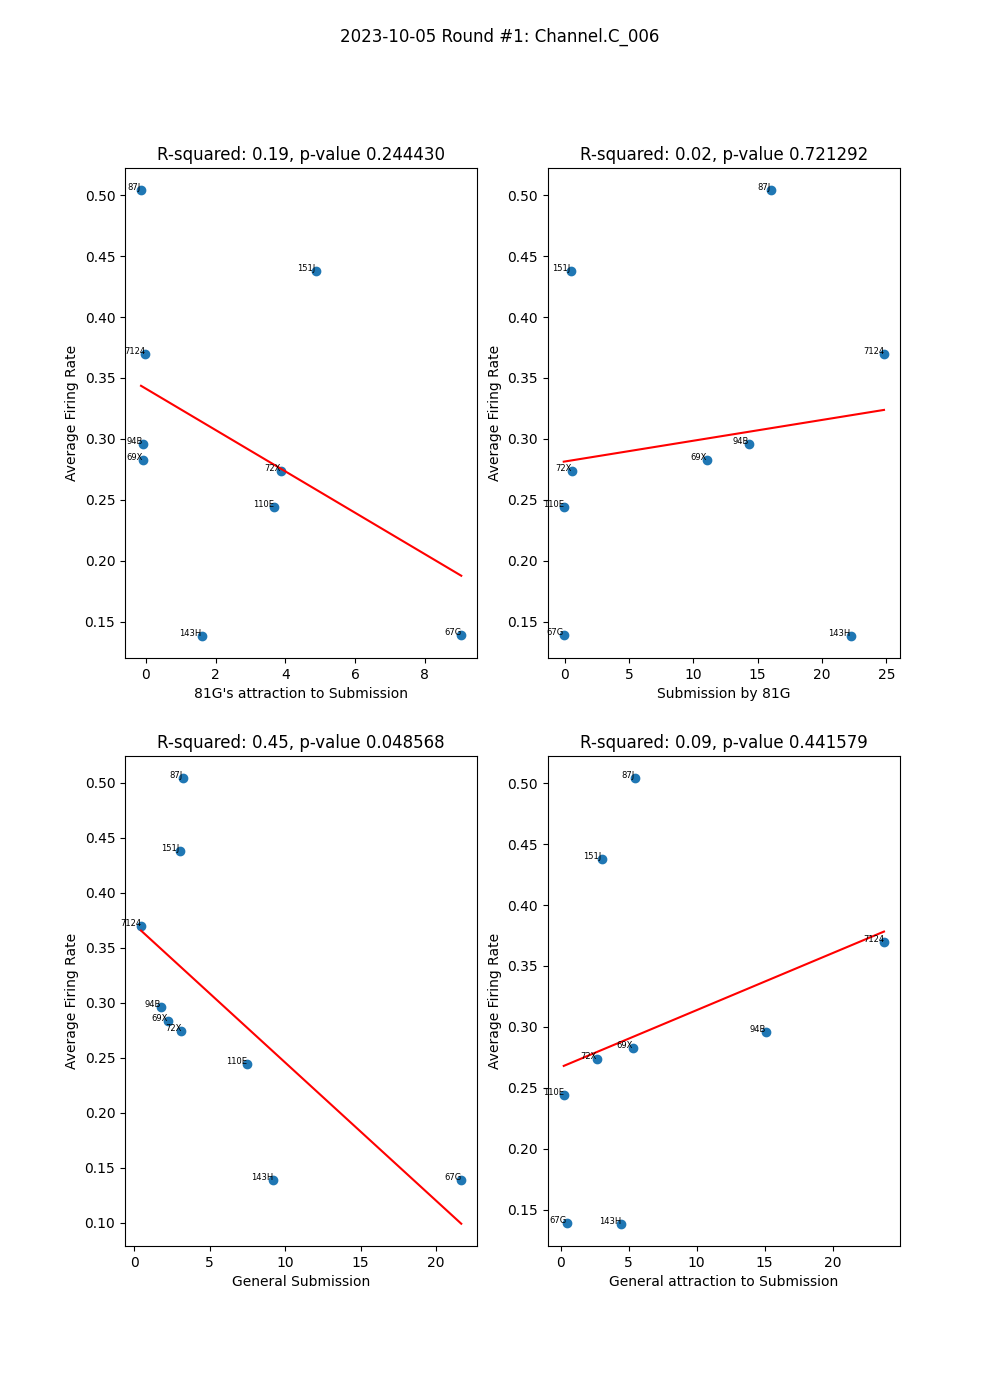 2023-10-05 Round #1: Channel.C_006
R-squared: 0.19, p-value 0.244430
Average Firing Rate
0.50
0.45
0.40
0.35
0.30
0.25
0.20
0.15
87J
151J
7124
94B
69X
72X
110E
143H
67G
0 2 4 6 8
81G's attraction to Submission
R-squared: 0.02, p-value 0.721292
Average Firing Rate
0.50
0.45
0.40
0.35
0.30
0.25
0.20
0.15
87J
151J
7124
94B
69X
72X
110E
67G
143H
0 5 10 15 20 25
Submission by 81G
R-squared: 0.45, p-value 0.048568
Average Firing Rate
0.50
0.45
0.40
0.35
0.30
0.25
0.20
0.15
0.10
87J
151J
7124
94B
69X
72X
110E
143H
67G
0 5 10 15 20
General Submission
R-squared: 0.09, p-value 0.441579
Average Firing Rate
0.50
0.45
0.40
0.35
0.30
0.25
0.20
0.15
87J
151J
7124
94B
69X
72X
110E
67G
143H
0 5 10 15 20
General attraction to Submission